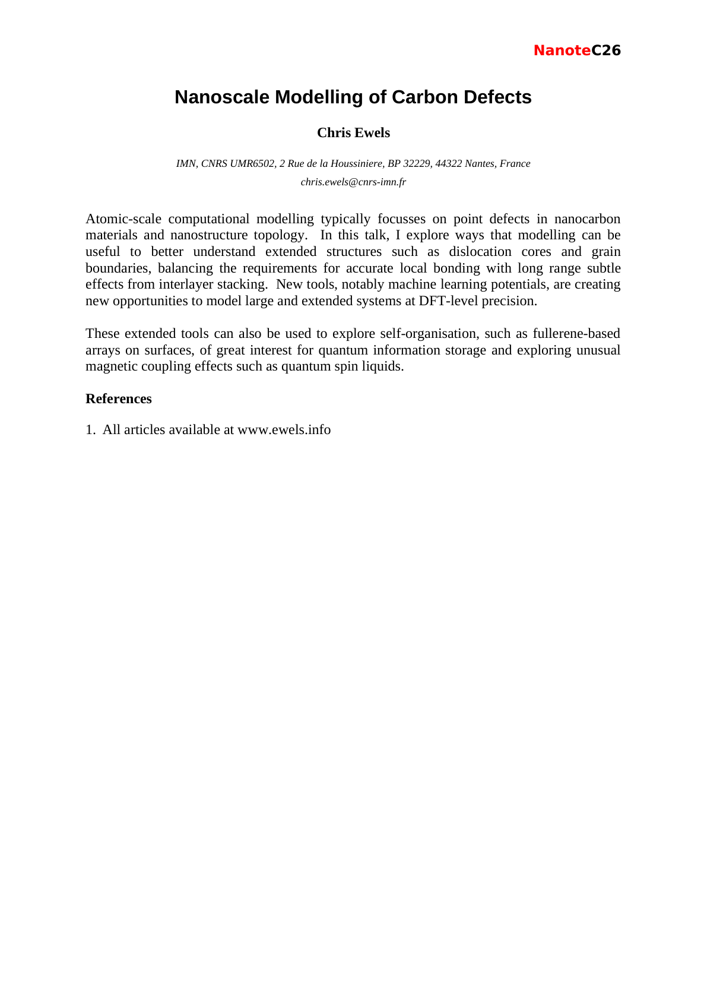 NanoteC26
Nanoscale Modelling of Carbon Defects
Chris Ewels
IMN, CNRS UMR6502, 2 Rue de la Houssiniere, BP 32229, 44322 Nantes, France
chris.ewels@cnrs-imn.fr
Atomic-scale computational modelling typically focusses on point defects in nanocarbon
materials and nanostructure topology.  In this talk, I explore ways that modelling can be
useful to better understand extended structures such as dislocation cores and grain
boundaries, balancing the requirements for accurate local bonding with long range subtle
effects from interlayer stacking.  New tools, notably machine learning potentials, are creating
new opportunities to model large and extended systems at DFT-level precision.
These extended tools can also be used to explore self-organisation, such as fullerene-based
arrays on surfaces, of great interest for quantum information storage and exploring unusual
magnetic coupling effects such as quantum spin liquids.
References
1.  All articles available at www.ewels.info